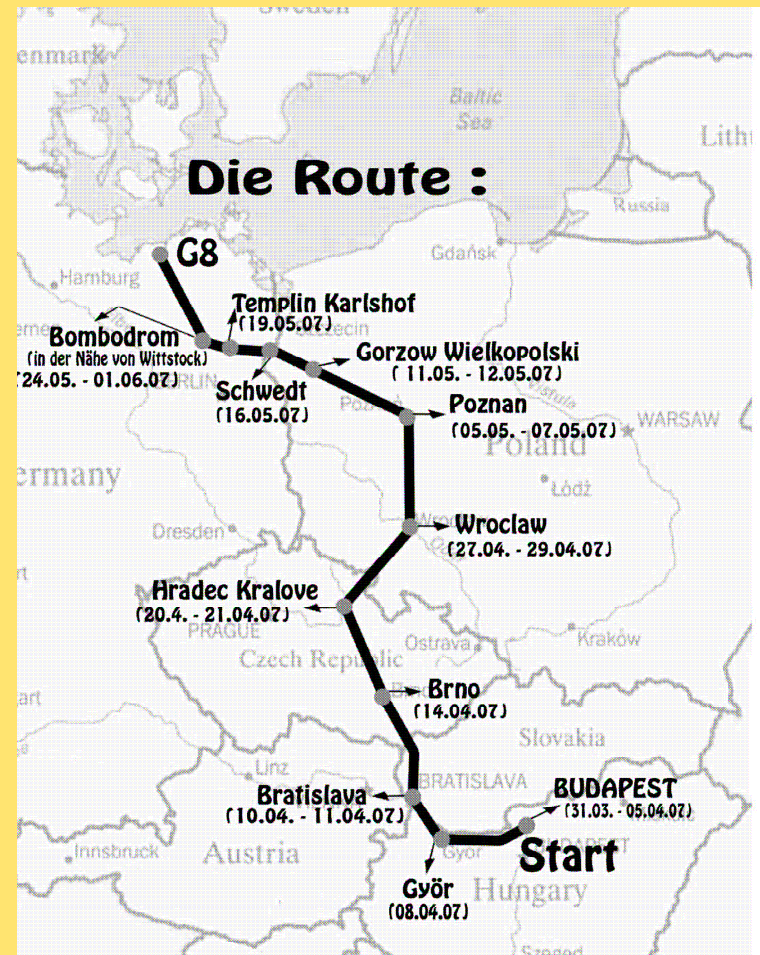 Sweden
enmark
Baltic
Sea
Lith
Die Route :
Russia
Gdańsk
G8
Hamburg
Templin Karlshof
(19.05.07)
Bombodrom
(in der Nähe von Wittstock)
(24.05. - 01.06.07)
Gorzow Wielkopolski
( 11.05. - 12.05.07)
Schwedt
(16.05.07)
Poznan
(05.05. - 07.05.07)
WARSAW
Poland
ermany
Łódź
Wroclaw
(27.04. - 29.04.07)
Dresden
Hradec Kralove
(20.4. - 21.04.07)
PRAGUE
Czech Republic
Ostrava
Kraków
Brno
(14.04.07)
Slovakia
Linz
BRATISLAVA
Bratislava
(10.04. - 11.04.07)
BUDAPEST
(31.03. - 05.04.07)
Start
Innsbruck
Austria
Györ
(08.04.07)
Hungary
Szeged